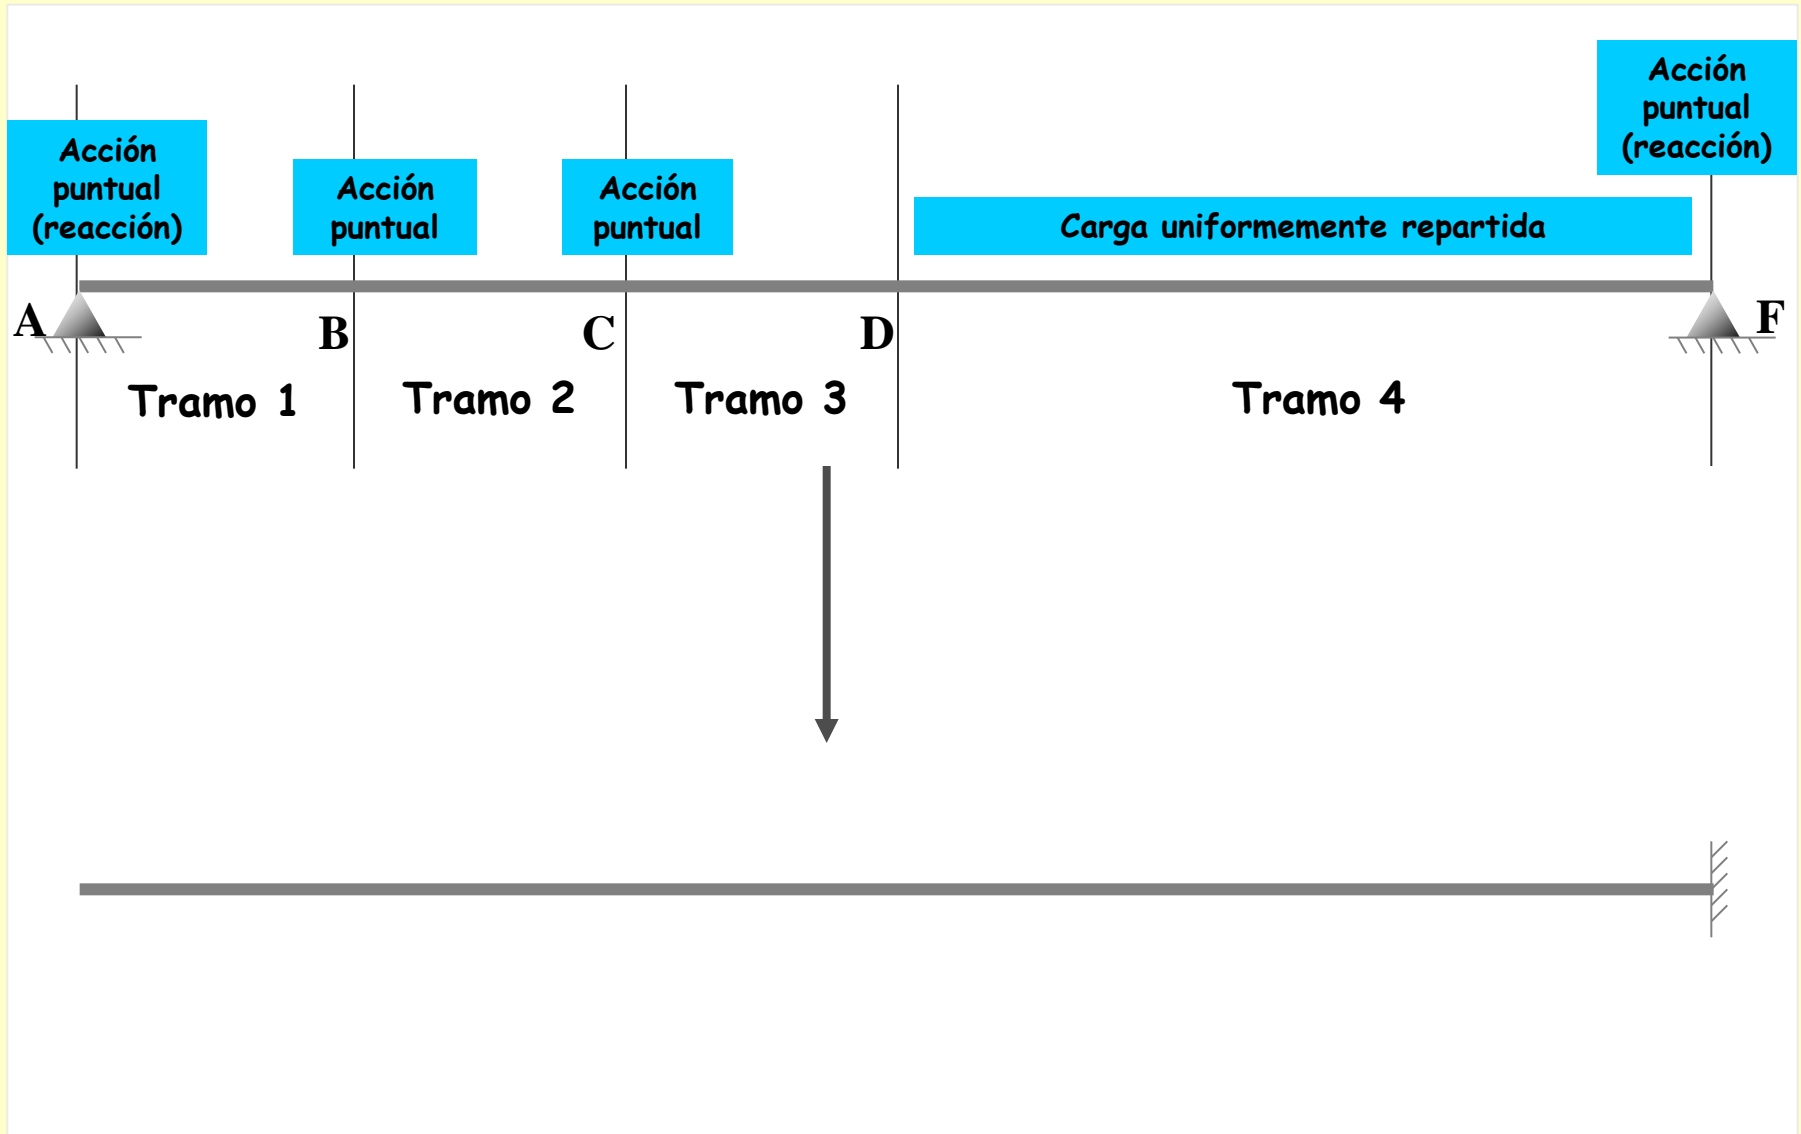 Acción
puntual
(reacción)
Acción
puntual
Acción
puntual
Carga uniformemente repartida
Acción
puntual
(reacción)
A
B
C
D
F
Tramo 1
Tramo 2
Tramo 3
Tramo 4